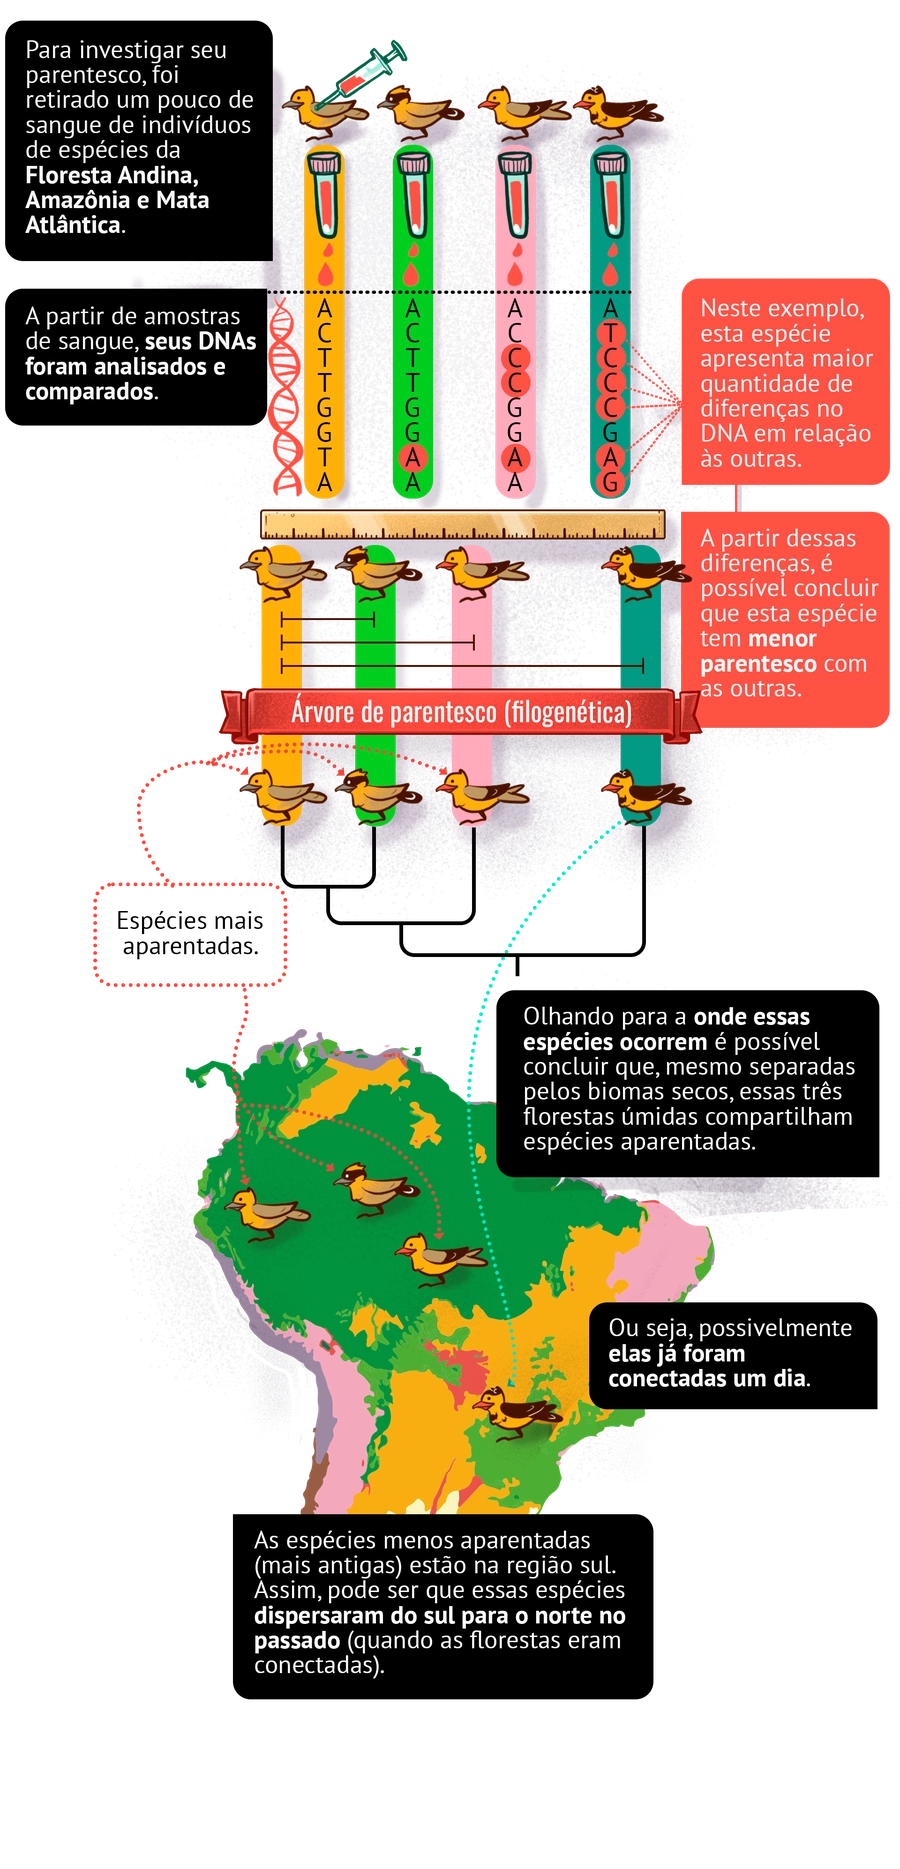 Para investigar seu
parentesco, foi
retirado um pouco de
sangue de indivíduos
de espécies da
Floresta Andina,
Amazônia e Mata
Atlântica.
A partir de amostras
de sangue, seus DNAs
foram analisados e
comparados.
A
C
T
T
G
G
T
A
A
C
T
T
G
G
A
A
A
C
C
C
G
G
A
A
A
T
C
C
C
G
A
G
Neste exemplo,
esta espécie
apresenta maior
quantidade de
diferenças no
DNA em relação
às outras.
A partir dessas
diferenças, é
possível concluir
que esta espécie
tem menor
parentesco com
as outras.
Árvore de parentesco (filogenética)
Espécies mais
aparentadas.
Olhando para a onde essas
espécies ocorrem é possível
concluir que, mesmo separadas
pelos biomas secos, essas três
florestas úmidas compartilham
espécies aparentadas.
Ou seja, possivelmente
elas já foram
conectadas um dia.
As espécies menos aparentadas
(mais antigas) estão na região sul.
Assim, pode ser que essas espécies
dispersaram do sul para o norte no
passado (quando as florestas eram
conectadas).